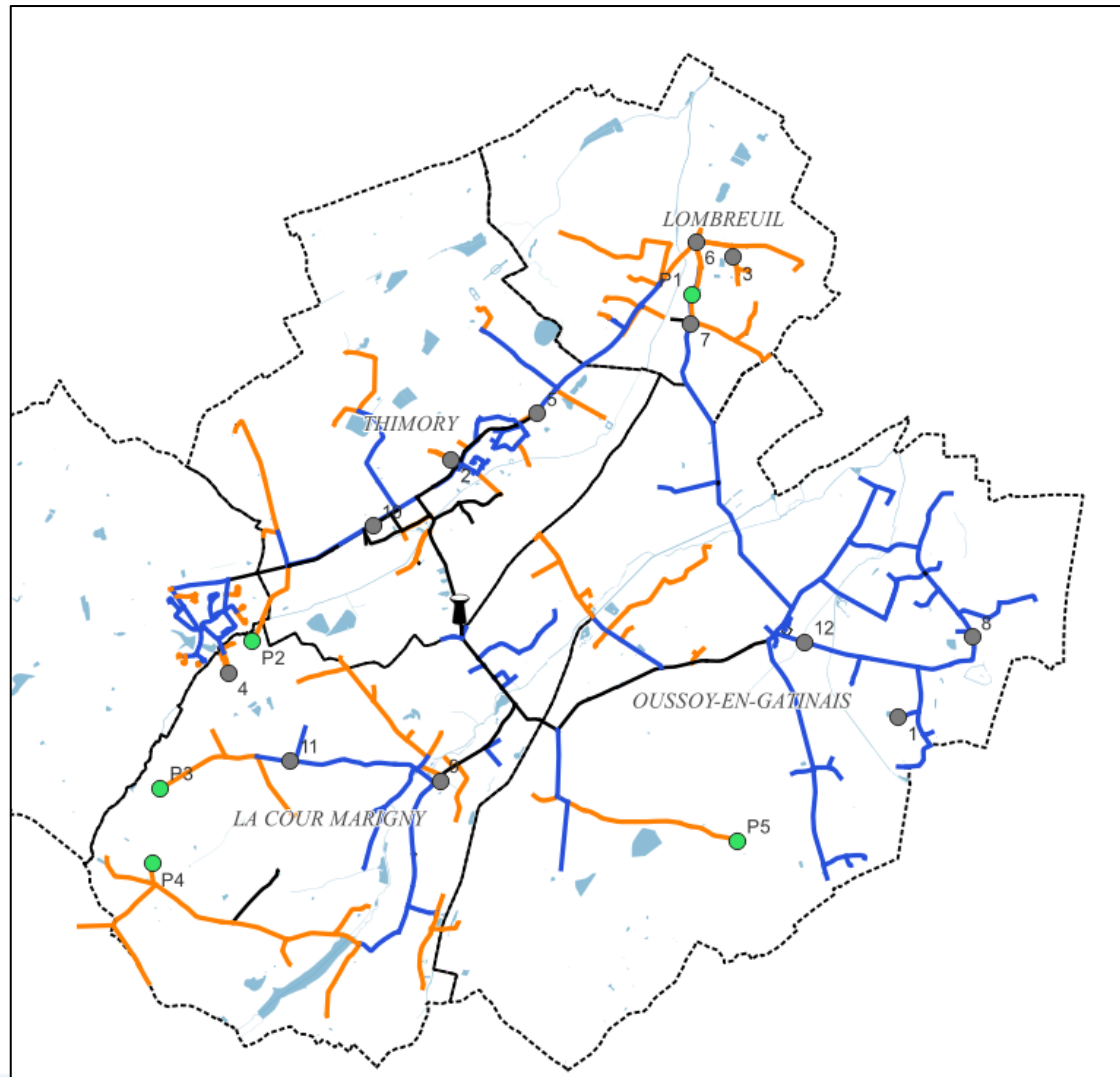 LOMBREUIL
6
3
P1
7
5
THIMORY
2
10
8
12
P2
4
OUSSOY-EN-GATINAIS
1
11
9
P3
LA COUR MARIGNY
P5
P4